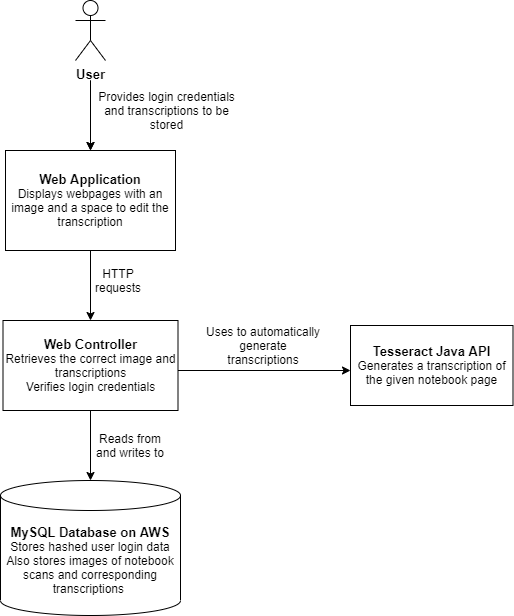 User
Provides login credentials
and transcriptions to be
stored
Web Application
Displays webpages with an
image and a space to edit the
transcription
HTTP
requests
Web Controller
Retrieves the correct image and
transcriptions
Verifies login credentials
Uses to automatically
generate
transcriptions
Tesseract Java API
Generates a transcription of
the given notebook page
Reads from
and writes to
MySQL Database on AWS
Stores hashed user login data
Also stores images of notebook
scans and corresponding
transcriptions